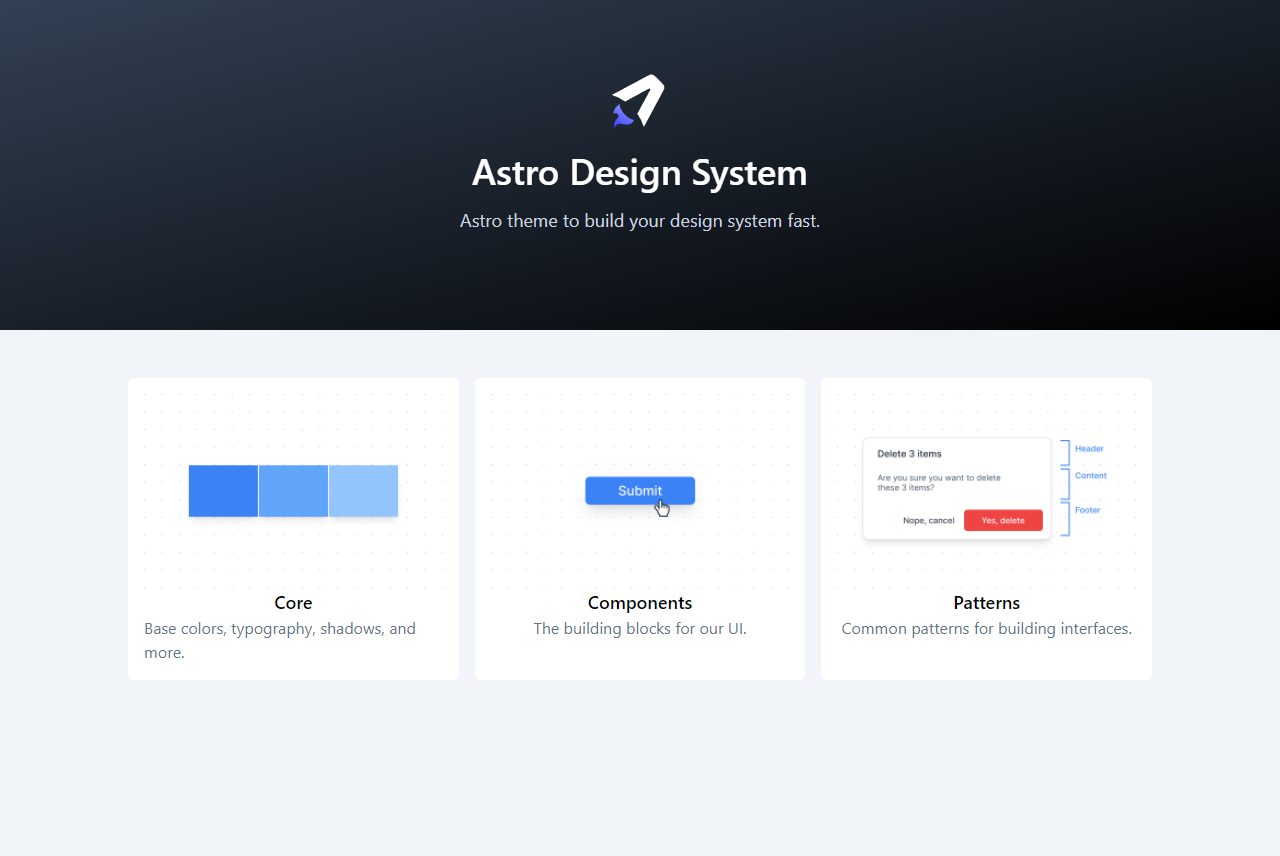 Astro Design System
Astro theme to build your design system fast.
Core
Base colors, typography, shadows, and
more.
Submit
Components
The building blocks for our UI.
Delete 3 items
Are you sure you want to delete
these 3 items?
Nope, cancel
Yes, delete
Header
Content
Footer
Patterns
Common patterns for building interfaces.